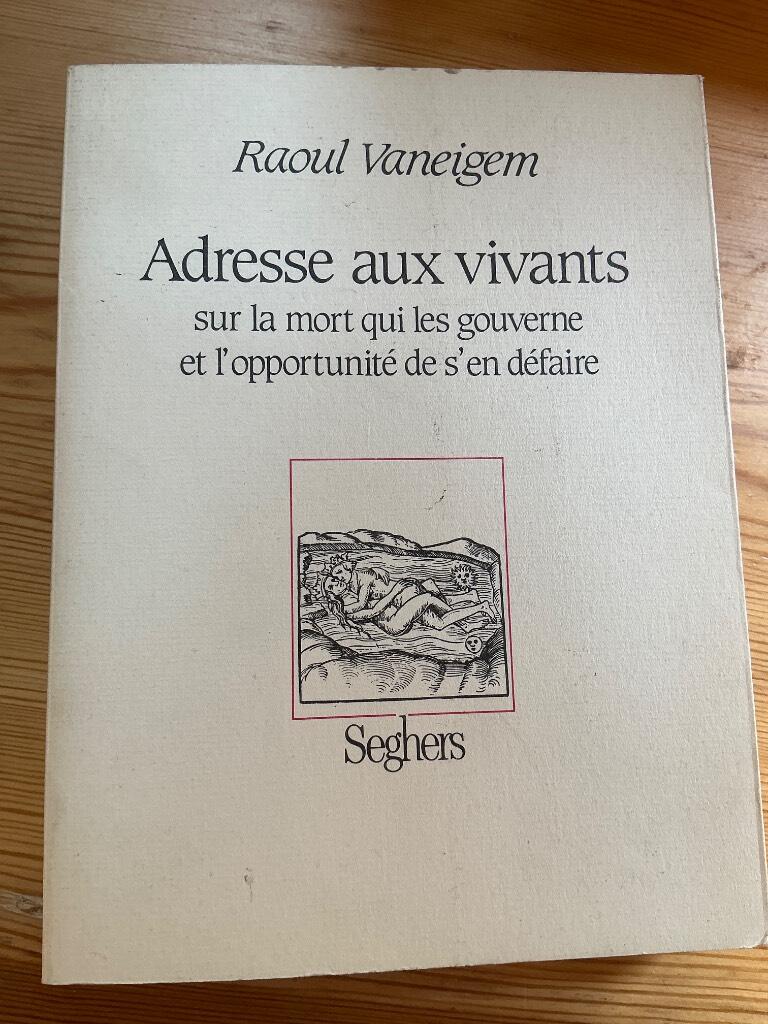 Raoul Vaneigem
Adresse aux vivants
sur la mort qui les gouverne
et l'opportunité de s'en défaire
Seghers